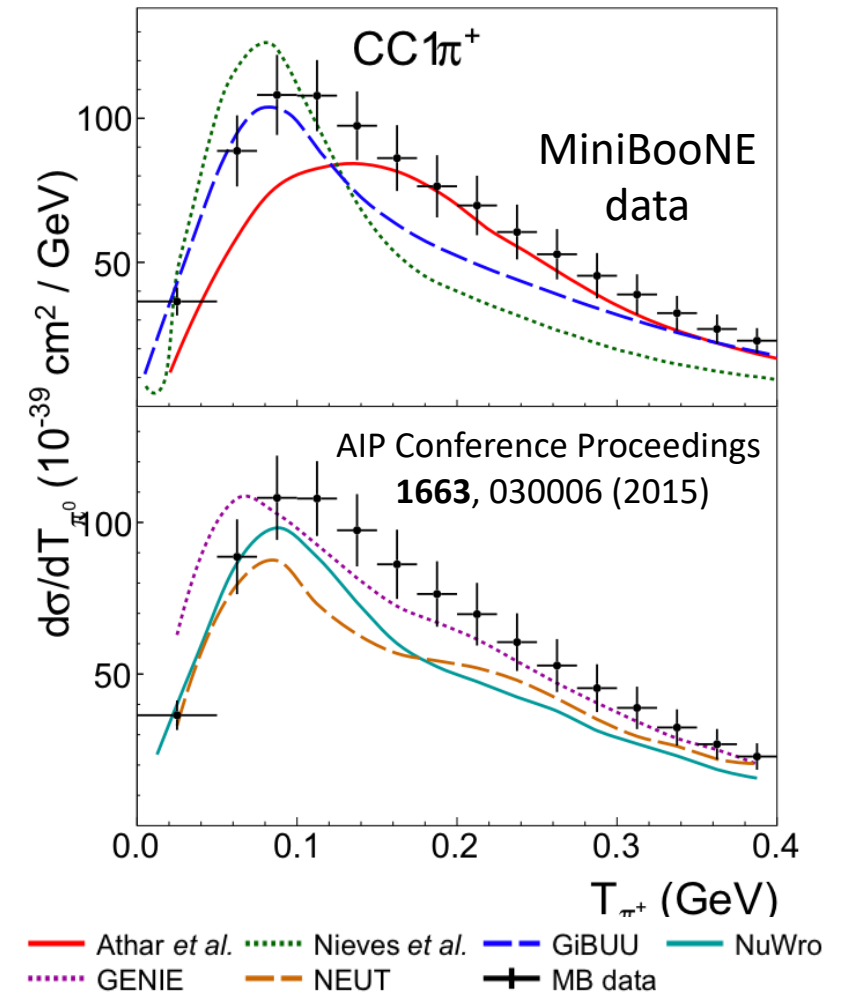 CC1π⁺
MiniBooNE
data
100
50
dσ/dT_π⁰ (10⁻³⁹ cm² / GeV)
AIP Conference Proceedings
1663, 030006 (2015)
100
50
0.0 0.1 0.2 0.3 0.4
T_π⁺ (GeV)
Athar et al. Nieves et al. GiBUU NuWro
GENIE NEUT MB data